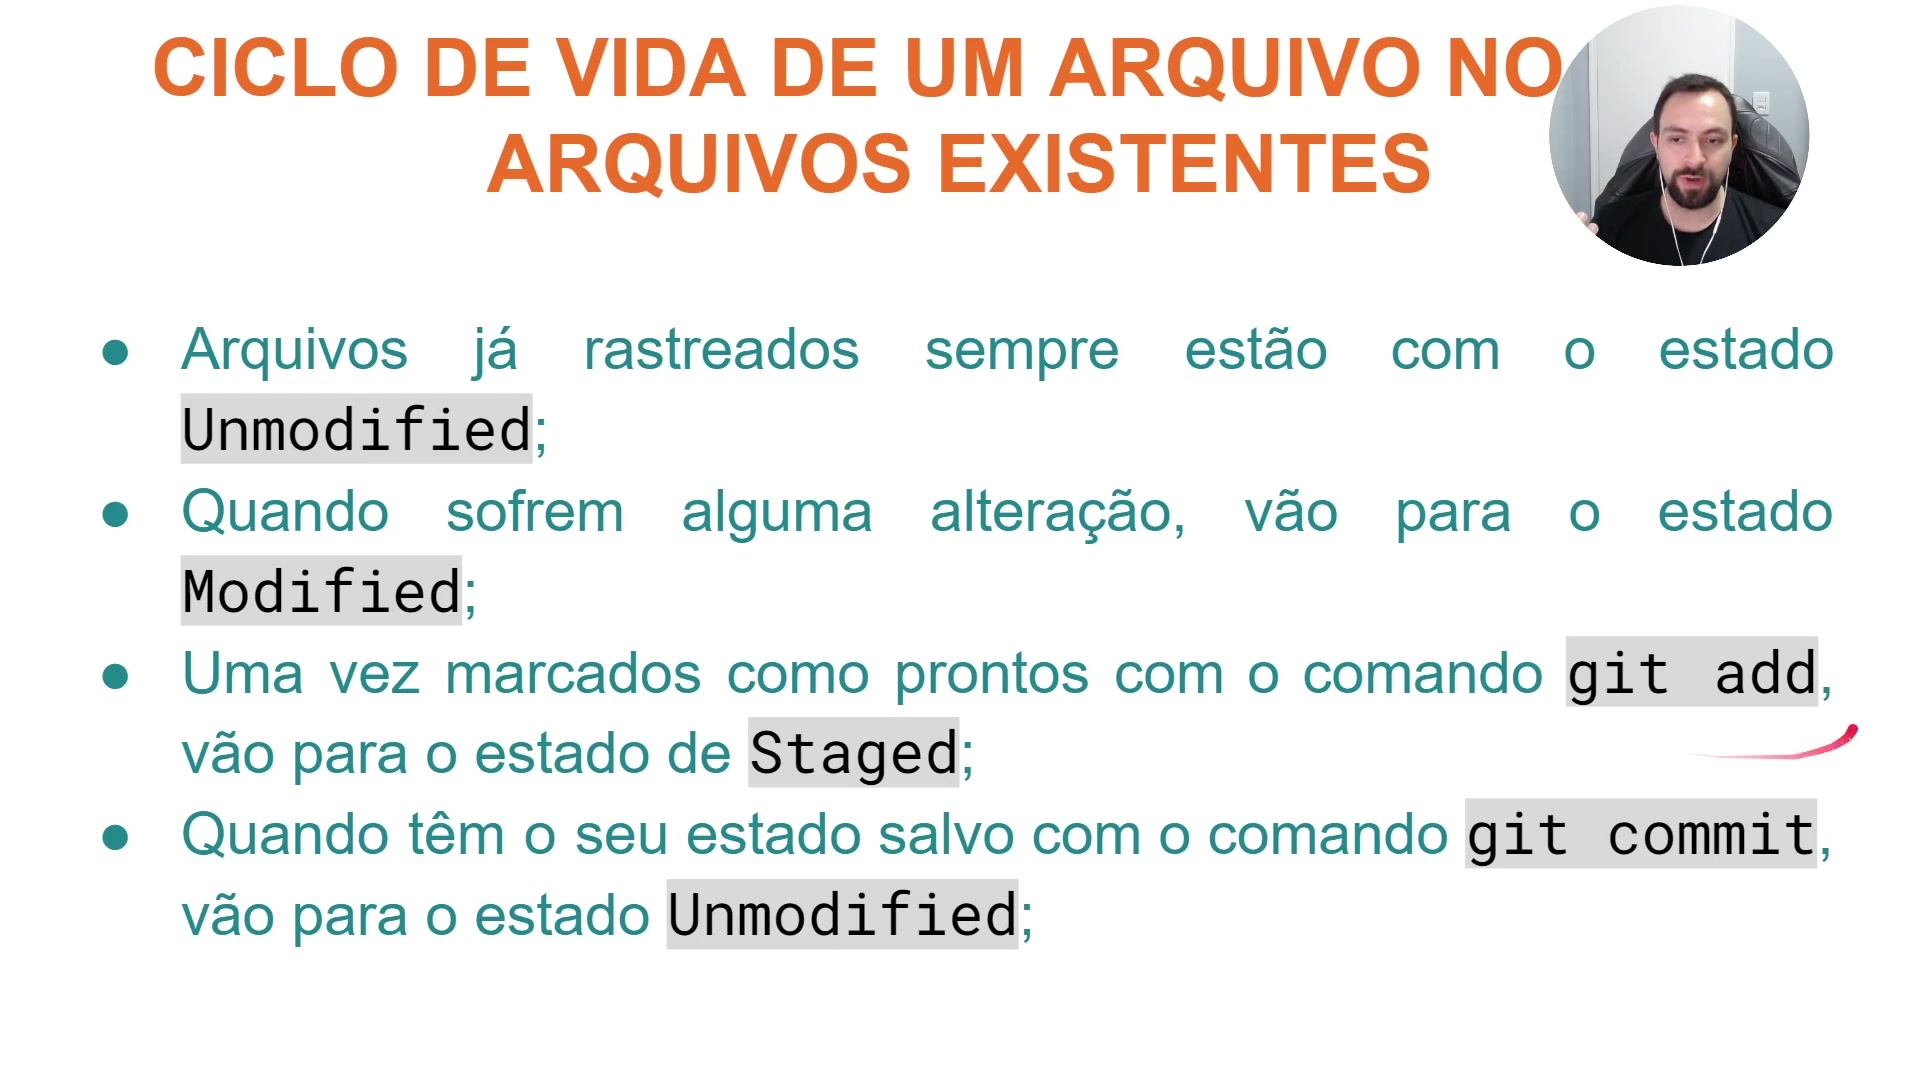 CICLO DE VIDA DE UM ARQUIVO NO
ARQUIVOS EXISTENTES
● Arquivos já rastreados sempre estão com o estado
Unmodified;
● Quando sofrem alguma alteração, vão para o estado
Modified;
● Uma vez marcados como prontos com o comando git add,
vão para o estado de Staged;
● Quando têm o seu estado salvo com o comando git commit,
vão para o estado Unmodified;